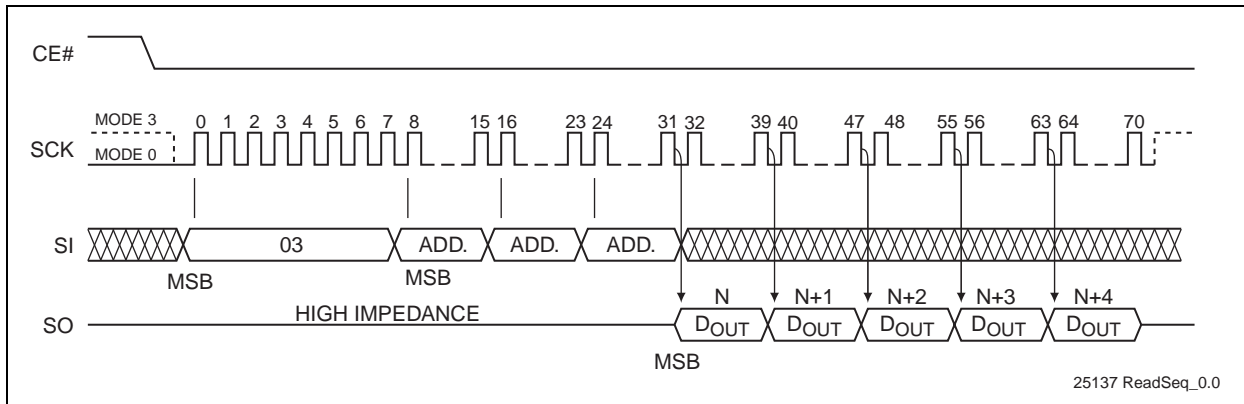 CE#
MODE 3
0 1 2 3 4 5 6 7 8 15 16 23 24 31 32 39 40 47 48 55 56 63 64 70
SCK
MODE 0
SI
03 ADD. ADD. ADD.
MSB MSB
N N+1 N+2 N+3 N+4
HIGH IMPEDANCE
SO
DOUT DOUT DOUT DOUT DOUT
MSB
25137 ReadSeq_0.0